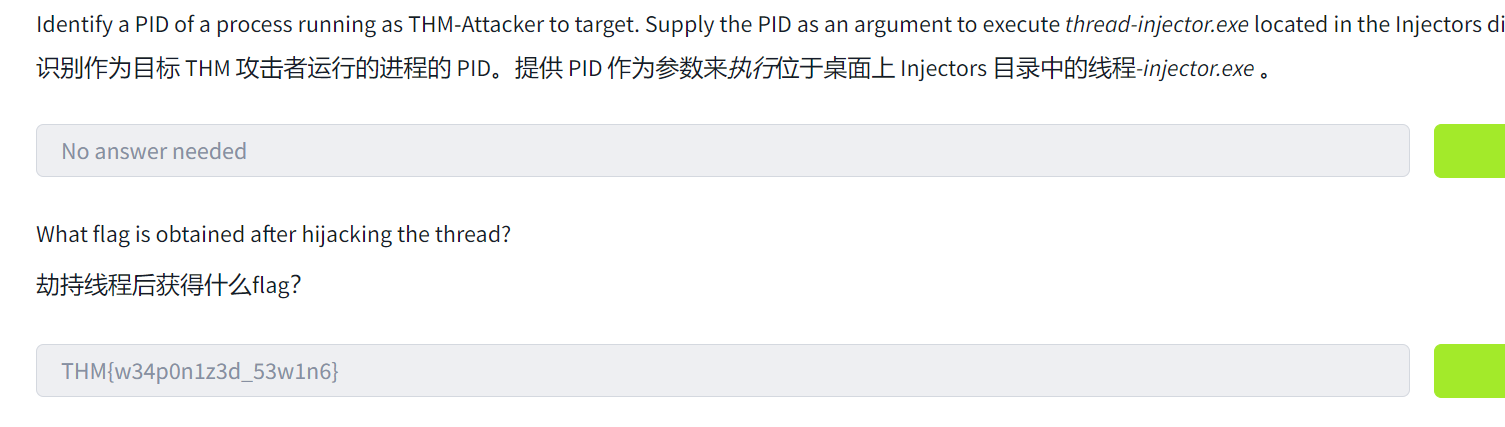 Identify a PID of a process running as THM-Attacker to target. Supply the PID as an argument to execute thread-injector.exe located in the Injectors di
识别作为目标 THM 攻击者运行的进程的 PID。提供 PID 作为参数来执行位于桌面上 Injectors 目录中的线程-injector.exe 。
No answer needed
What flag is obtained after hijacking the thread?
劫持线程后获得什么flag?
THM{w34p0n1z3d_53w1n6}